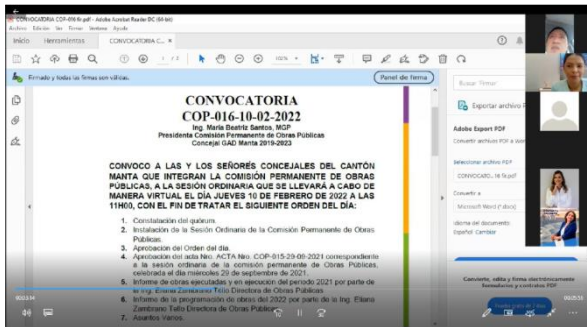 CONVOCATORIA COP-016 fir.pdf - Adobe Acrobat Reader DC (64-bit)
Archivo Edición Ver Firmar Ventana Ayuda
Inicio Herramientas CONVOCATORIA C... ×
Firmado y todas las firmas son válidas.
Panel de firma
CONVOCATORIA
COP-016-10-02-2022
Ing. María Beatriz Santos, MGP
Presidenta Comisión Permanente de Obras Públicas
Concejal GAD Manta 2019-2023
CONVOCO A LAS Y LOS SEÑORES CONCEJALES DEL CANTÓN
MANTA QUE INTEGRAN LA COMISIÓN PERMANENTE DE OBRAS
PÚBLICAS, A LA SESIÓN ORDINARIA QUE SE LLEVARÁ A CABO DE
MANERA VIRTUAL EL DÍA JUEVES 10 DE FEBRERO DE 2022 A LAS
11H00, CON EL FIN DE TRATAR EL SIGUIENTE ORDEN DEL DÍA:
1. Constatación del quórum.
2. Instalación de la Sesión Ordinaria de la Comisión Permanente de Obras
Públicas.
3. Aprobación del Orden del día.
4. Aprobación del acta Nro. ACTA Nro. COP-015-29-09-2021 correspondiente
a la sesión ordinaria de la comisión permanente de Obras Públicas,
celebrada el día miércoles 29 de septiembre de 2021.
5. Informe de obras ejecutadas y en ejecución del periodo 2021 por parte de
la Ing. Eliana Zambrano Tello Directora de Obras Públicas
6. Informe de la programación de obras del 2022 por parte de la Ing. Eliana
Zambrano Tello Directora de Obras Públicas
7. Asuntos varios.
Exportar archivo
Adobe Export PDF
Convertir archivos PDF a
Seleccionar archivo PDF
Convertir a
Microsoft Word (*.docx)
Idioma del documento:
Español Cambiar
Convierte, edita y firma electrónicamente
formularios y contratos PDF